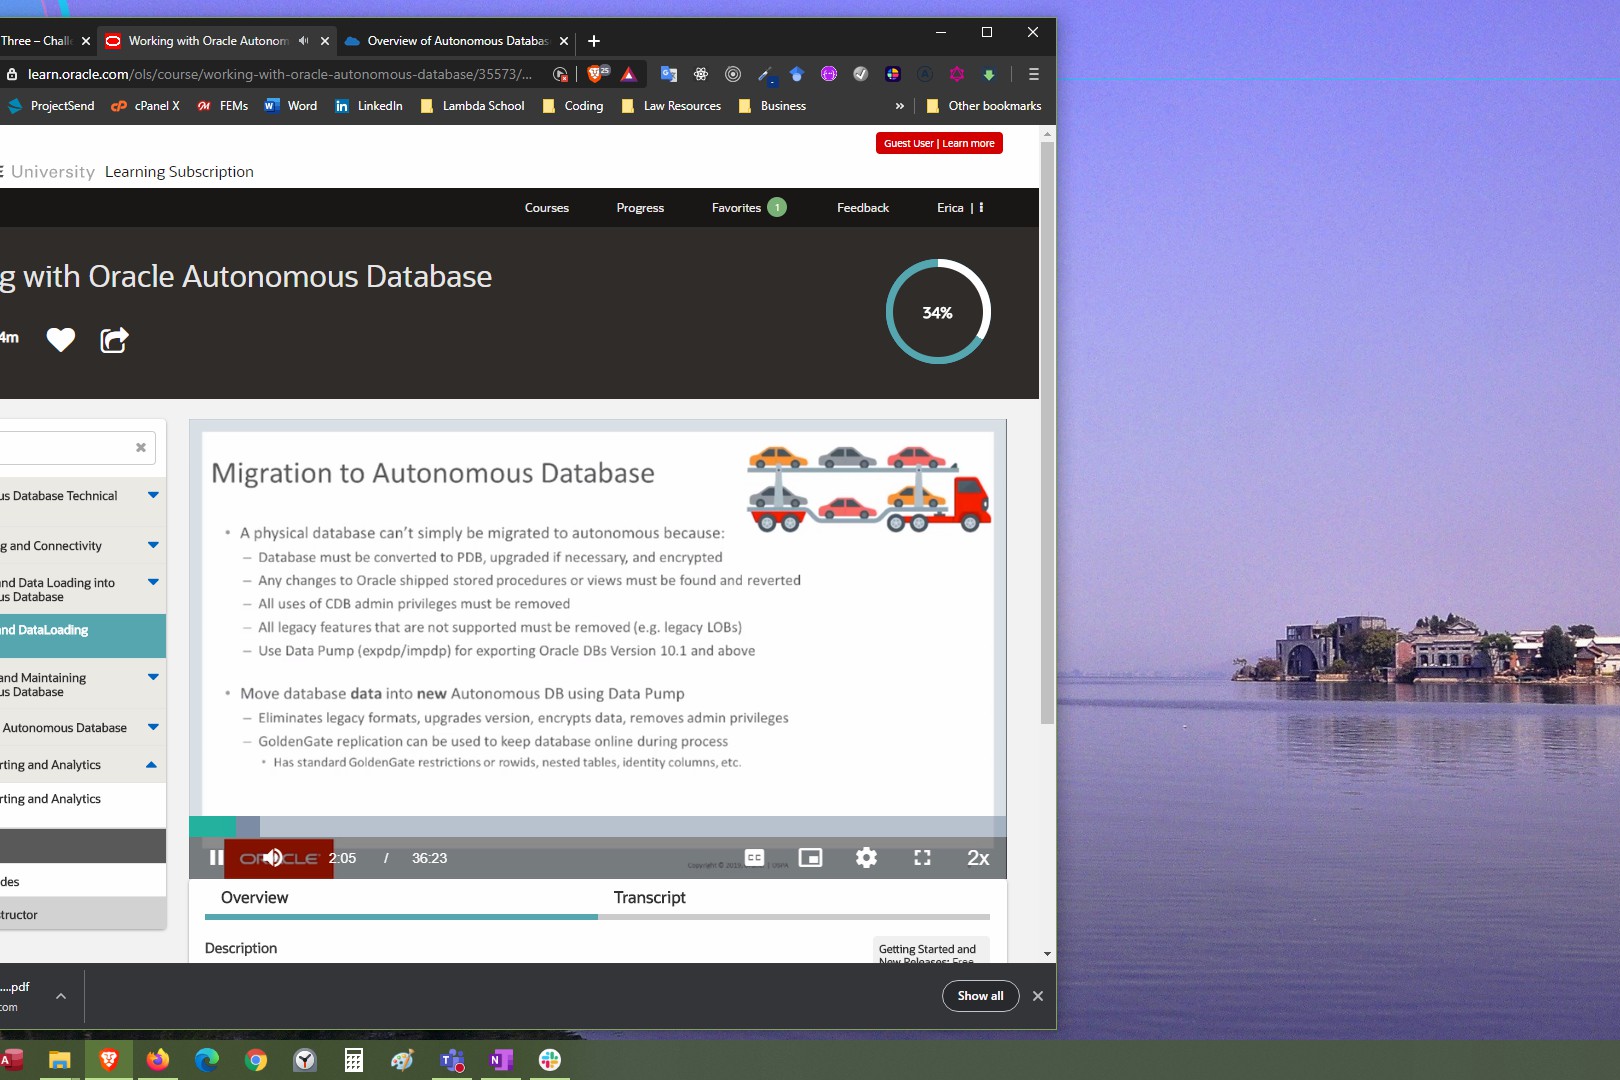 Three – Chall
Working with Oracle Autonom
Overview of Autonomous Databas
learn.oracle.com/ols/course/working-with-oracle-autonomous-database/35573/...
25
ProjectSend
cPanel X
FEMs
Word
LinkedIn
Lambda School
Coding
Law Resources
Business
»
Other bookmarks
Guest User | Learn more
E University Learning Subscription
Courses
Progress
Favorites 1
Feedback
Erica |
g with Oracle Autonomous Database
4m
34%
us Database Technical
g and Connectivity
nd Data Loading into
us Database
nd DataLoading
and Maintaining
us Database
Autonomous Database
rting and Analytics
rting and Analytics
des
structor
Migration to Autonomous Database
• A physical database can't simply be migrated to autonomous because:
– Database must be converted to PDB, upgraded if necessary, and encrypted
– Any changes to Oracle shipped stored procedures or views must be found and reverted
– All uses of CDB admin privileges must be removed
– All legacy features that are not supported must be removed (e.g. legacy LOBs)
– Use Data Pump (expdp/impdp) for exporting Oracle DBs Version 10.1 and above
• Move database data into new Autonomous DB using Data Pump
– Eliminates legacy formats, upgrades version, encrypts data, removes admin privileges
– GoldenGate replication can be used to keep database online during process
• Has standard GoldenGate restrictions or rowids, nested tables, identity columns, etc.
ORACLE
2:05 / 36:23
Copyright © 2019
CC
2x
Overview
Transcript
Description
Getting Started and
New Releases: Free
....pdf
com
Show all